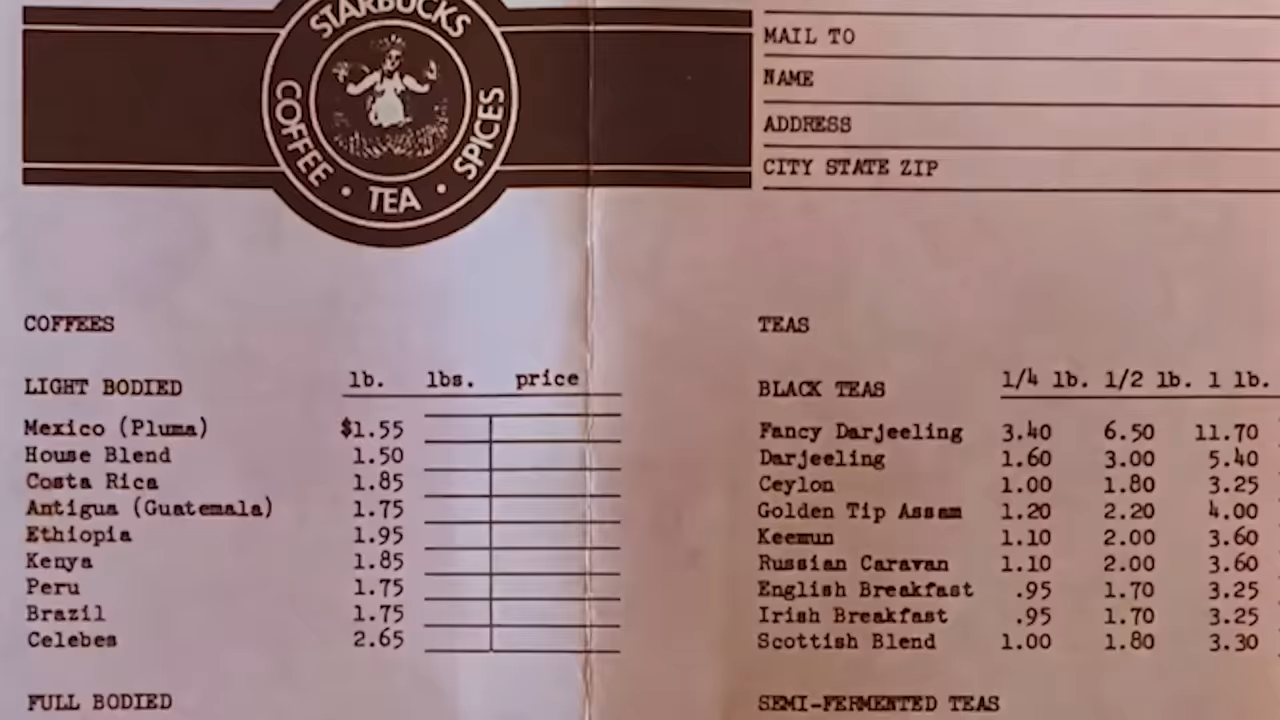 STARBUCKS
COFFEE • TEA • SPICES
MAIL TO
NAME
ADDRESS
CITY STATE ZIP
COFFEES
LIGHT BODIED lb. lbs. price
Mexico (Pluma) $1.55
House Blend 1.50
Costa Rica 1.85
Antigua (Guatemala) 1.75
Ethiopia 1.95
Kenya 1.85
Peru 1.75
Brazil 1.75
Celebes 2.65
FULL BODIED
TEAS
BLACK TEAS 1/4 lb. 1/2 lb. 1 lb.
Fancy Darjeeling 3.40 6.50 11.70
Darjeeling 1.60 3.00 5.40
Ceylon 1.00 1.80 3.25
Golden Tip Assam 1.20 2.20 4.00
Keemun 1.10 2.00 3.60
Russian Caravan 1.10 2.00 3.60
English Breakfast .95 1.70 3.25
Irish Breakfast .95 1.70 3.25
Scottish Blend 1.00 1.80 3.30
SEMI-FERMENTED TEAS